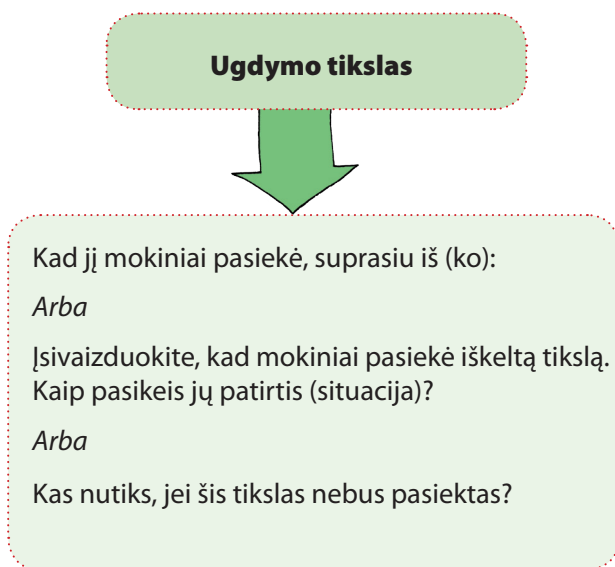 Ugdymo tikslas
Kad jį mokiniai pasiekė, suprasiu iš (ko):
Arba
Įsivaizduokite, kad mokiniai pasiekė iškeltą tikslą.
Kaip pasikeis jų patirtis (situacija)?
Arba
Kas nutiks, jei šis tikslas nebus pasiektas?